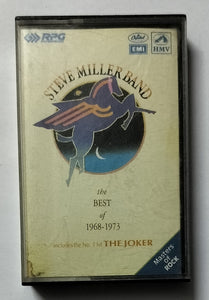 RPG
Capitol
EMI
HMV
STEVE MILLER BAND
the
BEST
of
1968-1973
includes the No. 1 hit THE JOKER
Masters
OF
ROCK